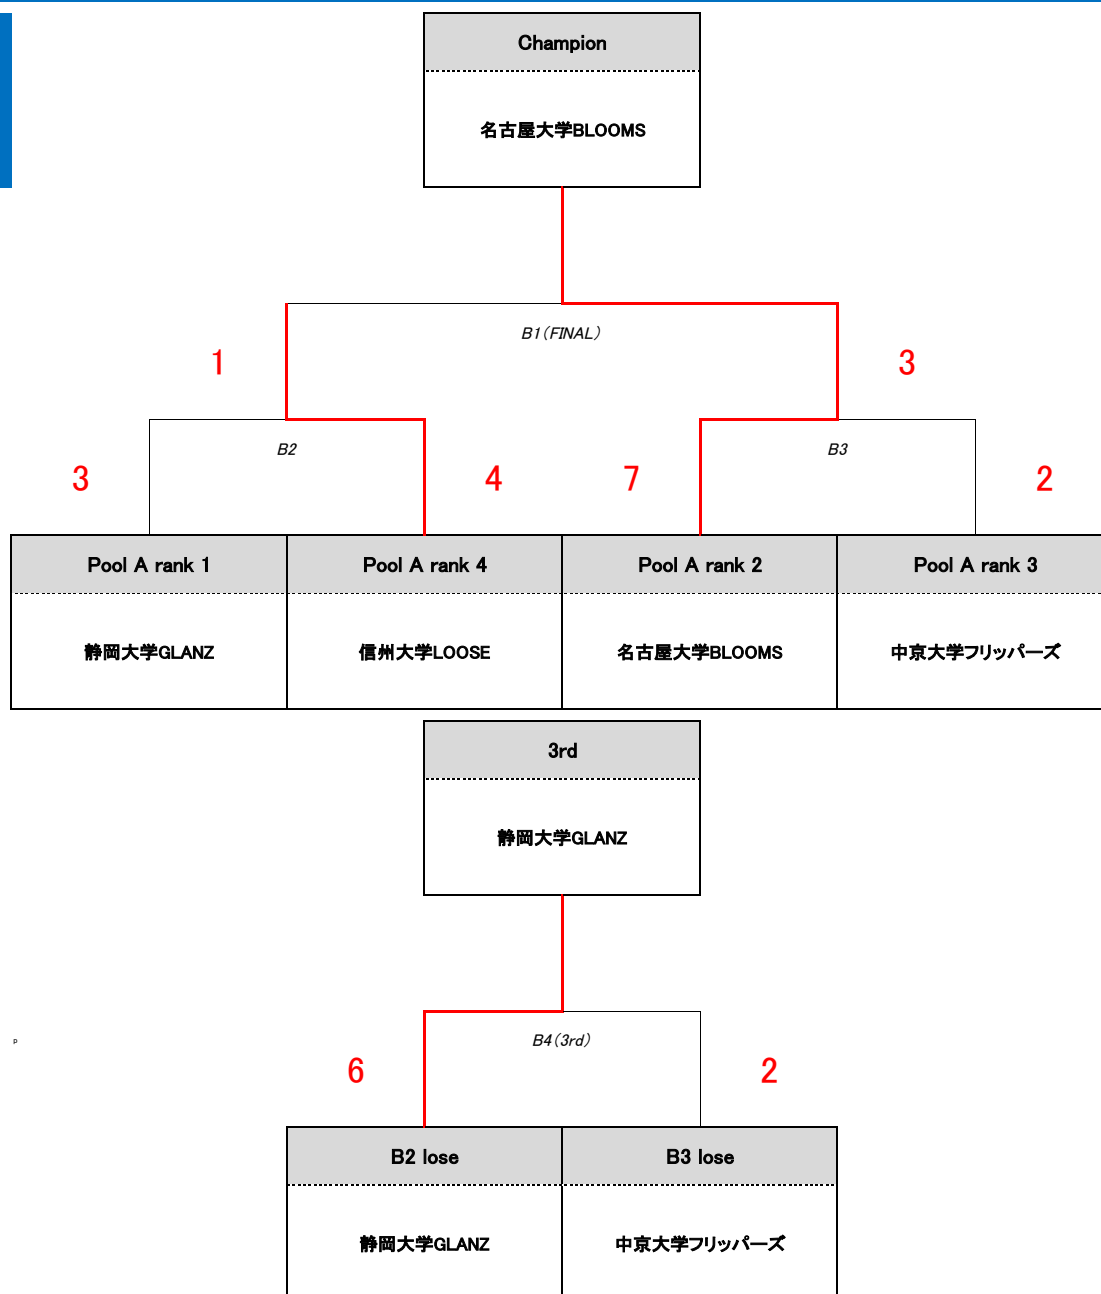 Champion
名古屋大学BLOOMS
B1(FINAL)
1
3
B2
B3
3
4
7
2
Pool A rank 1
Pool A rank 4
Pool A rank 2
Pool A rank 3
静岡大学GLANZ
信州大学LOOSE
名古屋大学BLOOMS
中京大学フリッパーズ
3rd
静岡大学GLANZ
B4(3rd)
p
6
2
B2 lose
B3 lose
静岡大学GLANZ
中京大学フリッパーズ